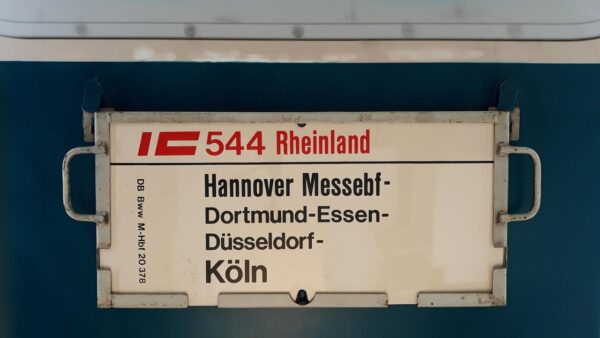 IC 544 Rheinland
Hannover Messebf-
Dortmund-Essen-
Düsseldorf-
Köln
DB Bww M-Hbf 20 378